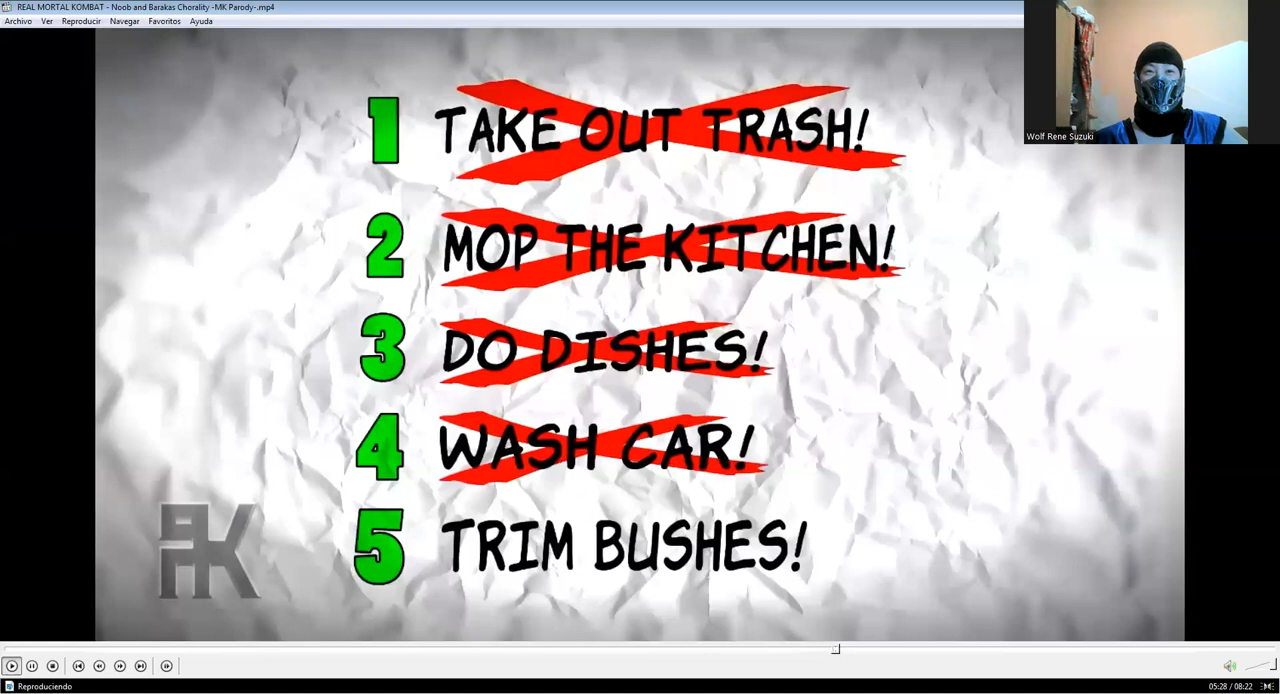 REAL MORTAL KOMBAT - Noob and Barakas Chorality -MK Parody-.mp4
Archivo Ver Reproducir Navegar Favoritos Ayuda
Wolf Rene Suzuki
1 TAKE OUT TRASH!
2 MOP THE KITCHEN!
3 DO DISHES!
4 WASH CAR!
5 TRIM BUSHES!
Reproduciendo
05:28 / 08:22